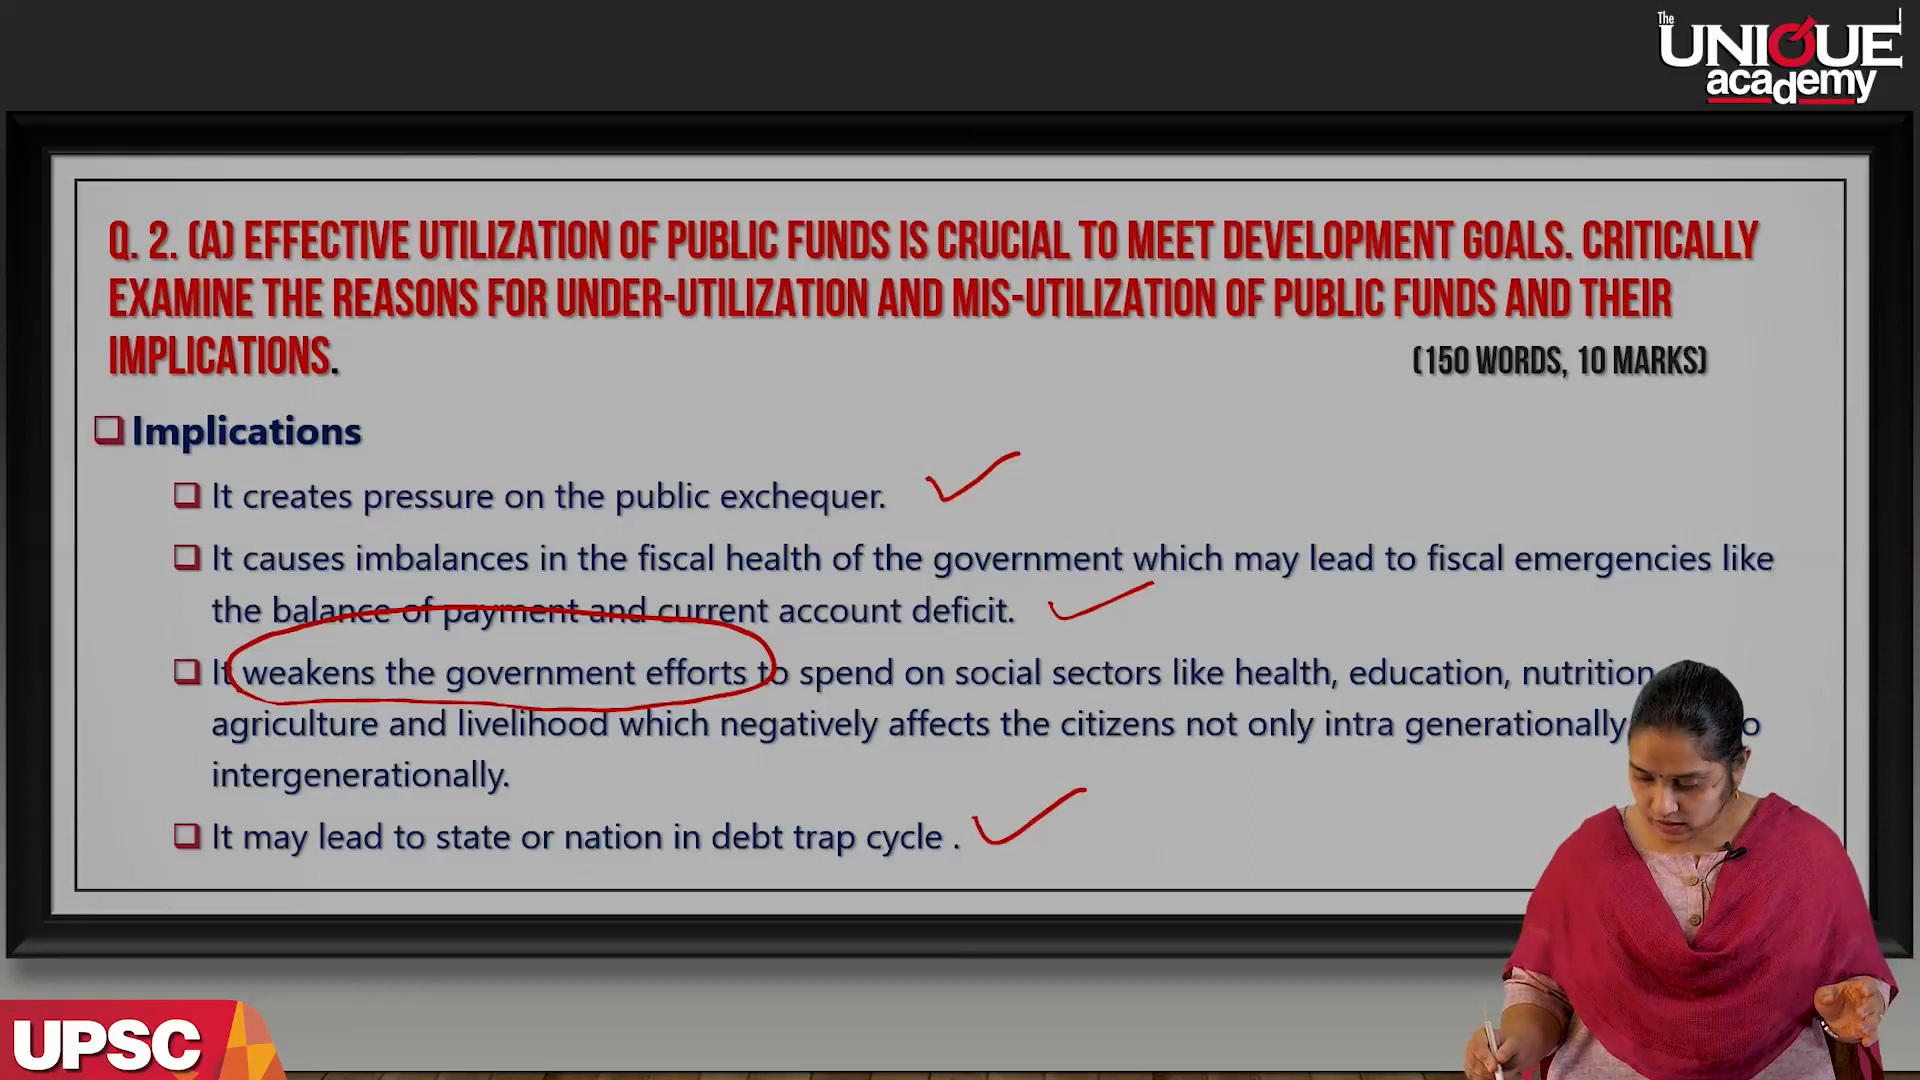 The
UNIQUE
academy
Q. 2. (A) EFFECTIVE UTILIZATION OF PUBLIC FUNDS IS CRUCIAL TO MEET DEVELOPMENT GOALS. CRITICALLY
EXAMINE THE REASONS FOR UNDER-UTILIZATION AND MIS-UTILIZATION OF PUBLIC FUNDS AND THEIR
IMPLICATIONS.
(150 WORDS, 10 MARKS)
Implications
It creates pressure on the public exchequer.
It causes imbalances in the fiscal health of the government which may lead to fiscal emergencies like
the balance of payment and current account deficit.
It weakens the government efforts to spend on social sectors like health, education, nutrition
agriculture and livelihood which negatively affects the citizens not only intra generationally
intergenerationally.
It may lead to state or nation in debt trap cycle .
UPSC